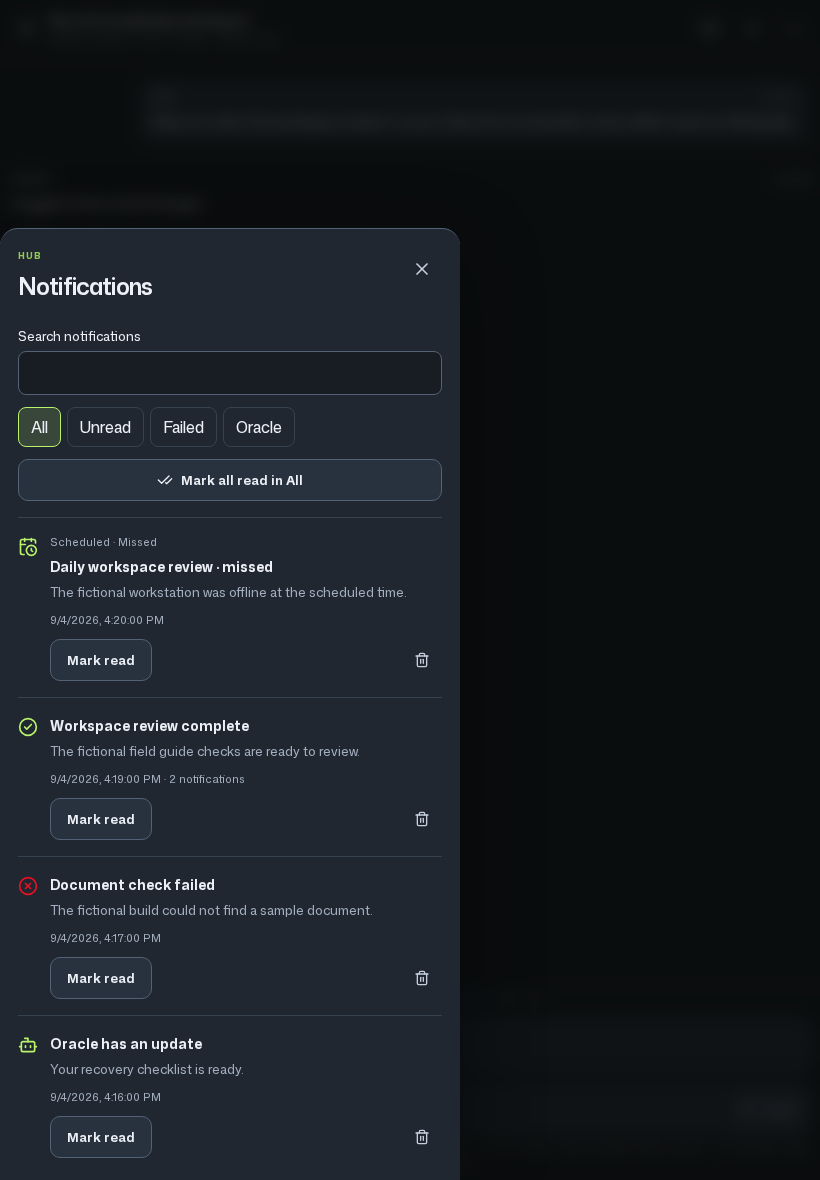 HUB
Notifications
Search notifications
All
Unread
Failed
Oracle
Mark all read in All
Scheduled · Missed
Daily workspace review · missed
The fictional workstation was offline at the scheduled time.
9/4/2026, 4:20:00 PM
Mark read
Workspace review complete
The fictional field guide checks are ready to review.
9/4/2026, 4:19:00 PM · 2 notifications
Mark read
Document check failed
The fictional build could not find a sample document.
9/4/2026, 4:17:00 PM
Mark read
Oracle has an update
Your recovery checklist is ready.
9/4/2026, 4:16:00 PM
Mark read